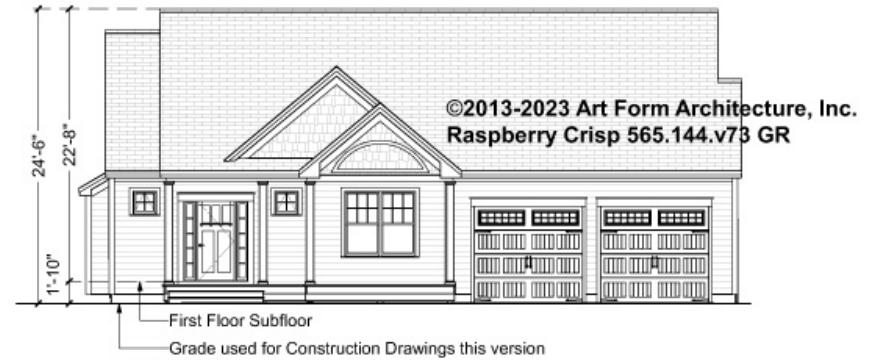 ©2013-2023 Art Form Architecture, Inc.
Raspberry Crisp 565.144.v73 GR
24'-6"
22'-8"
1'-10"
First Floor Subfloor
Grade used for Construction Drawings this version